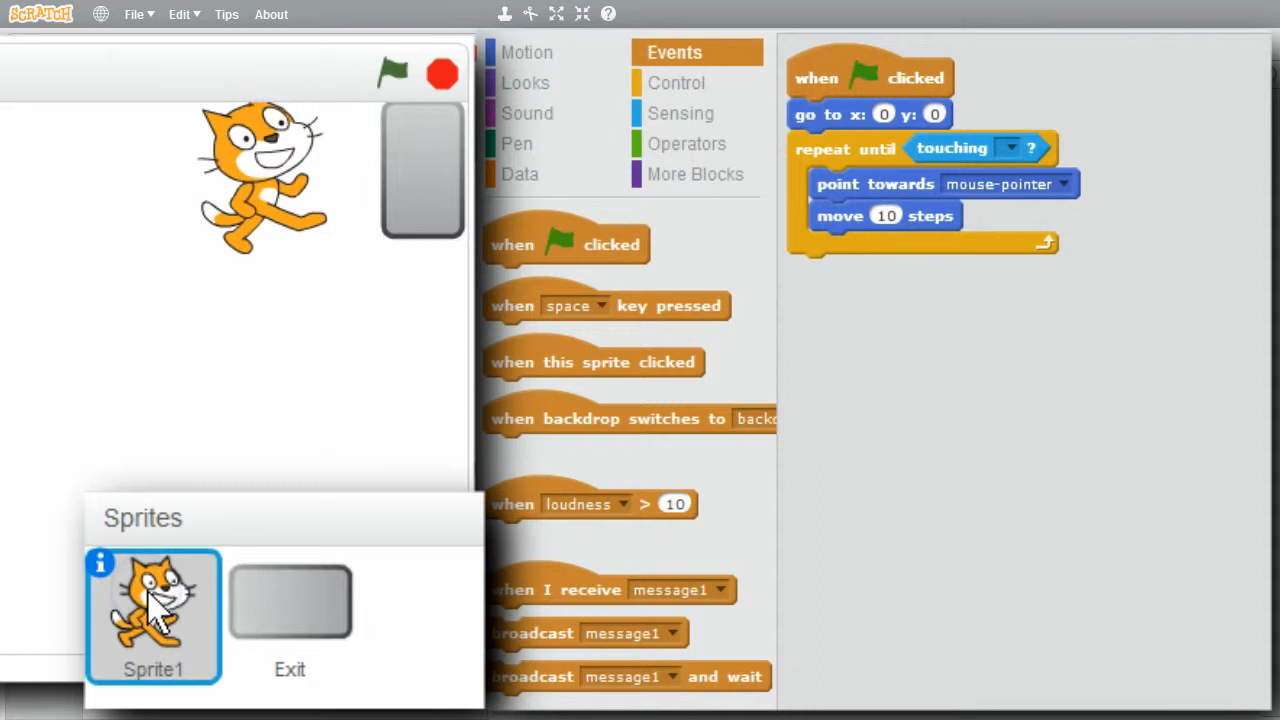 SCRATCH File Edit Tips About
Motion Events
Looks Control
Sound Sensing
Pen Operators
Data More Blocks
when clicked
when space key pressed
when this sprite clicked
when backdrop switches to backd
when loudness > 10
when I receive message1
broadcast message1
broadcast message1 and wait
when clicked
go to x: 0 y: 0
repeat until touching ?
point towards mouse-pointer
move 10 steps
Sprites
i
Sprite1 Exit